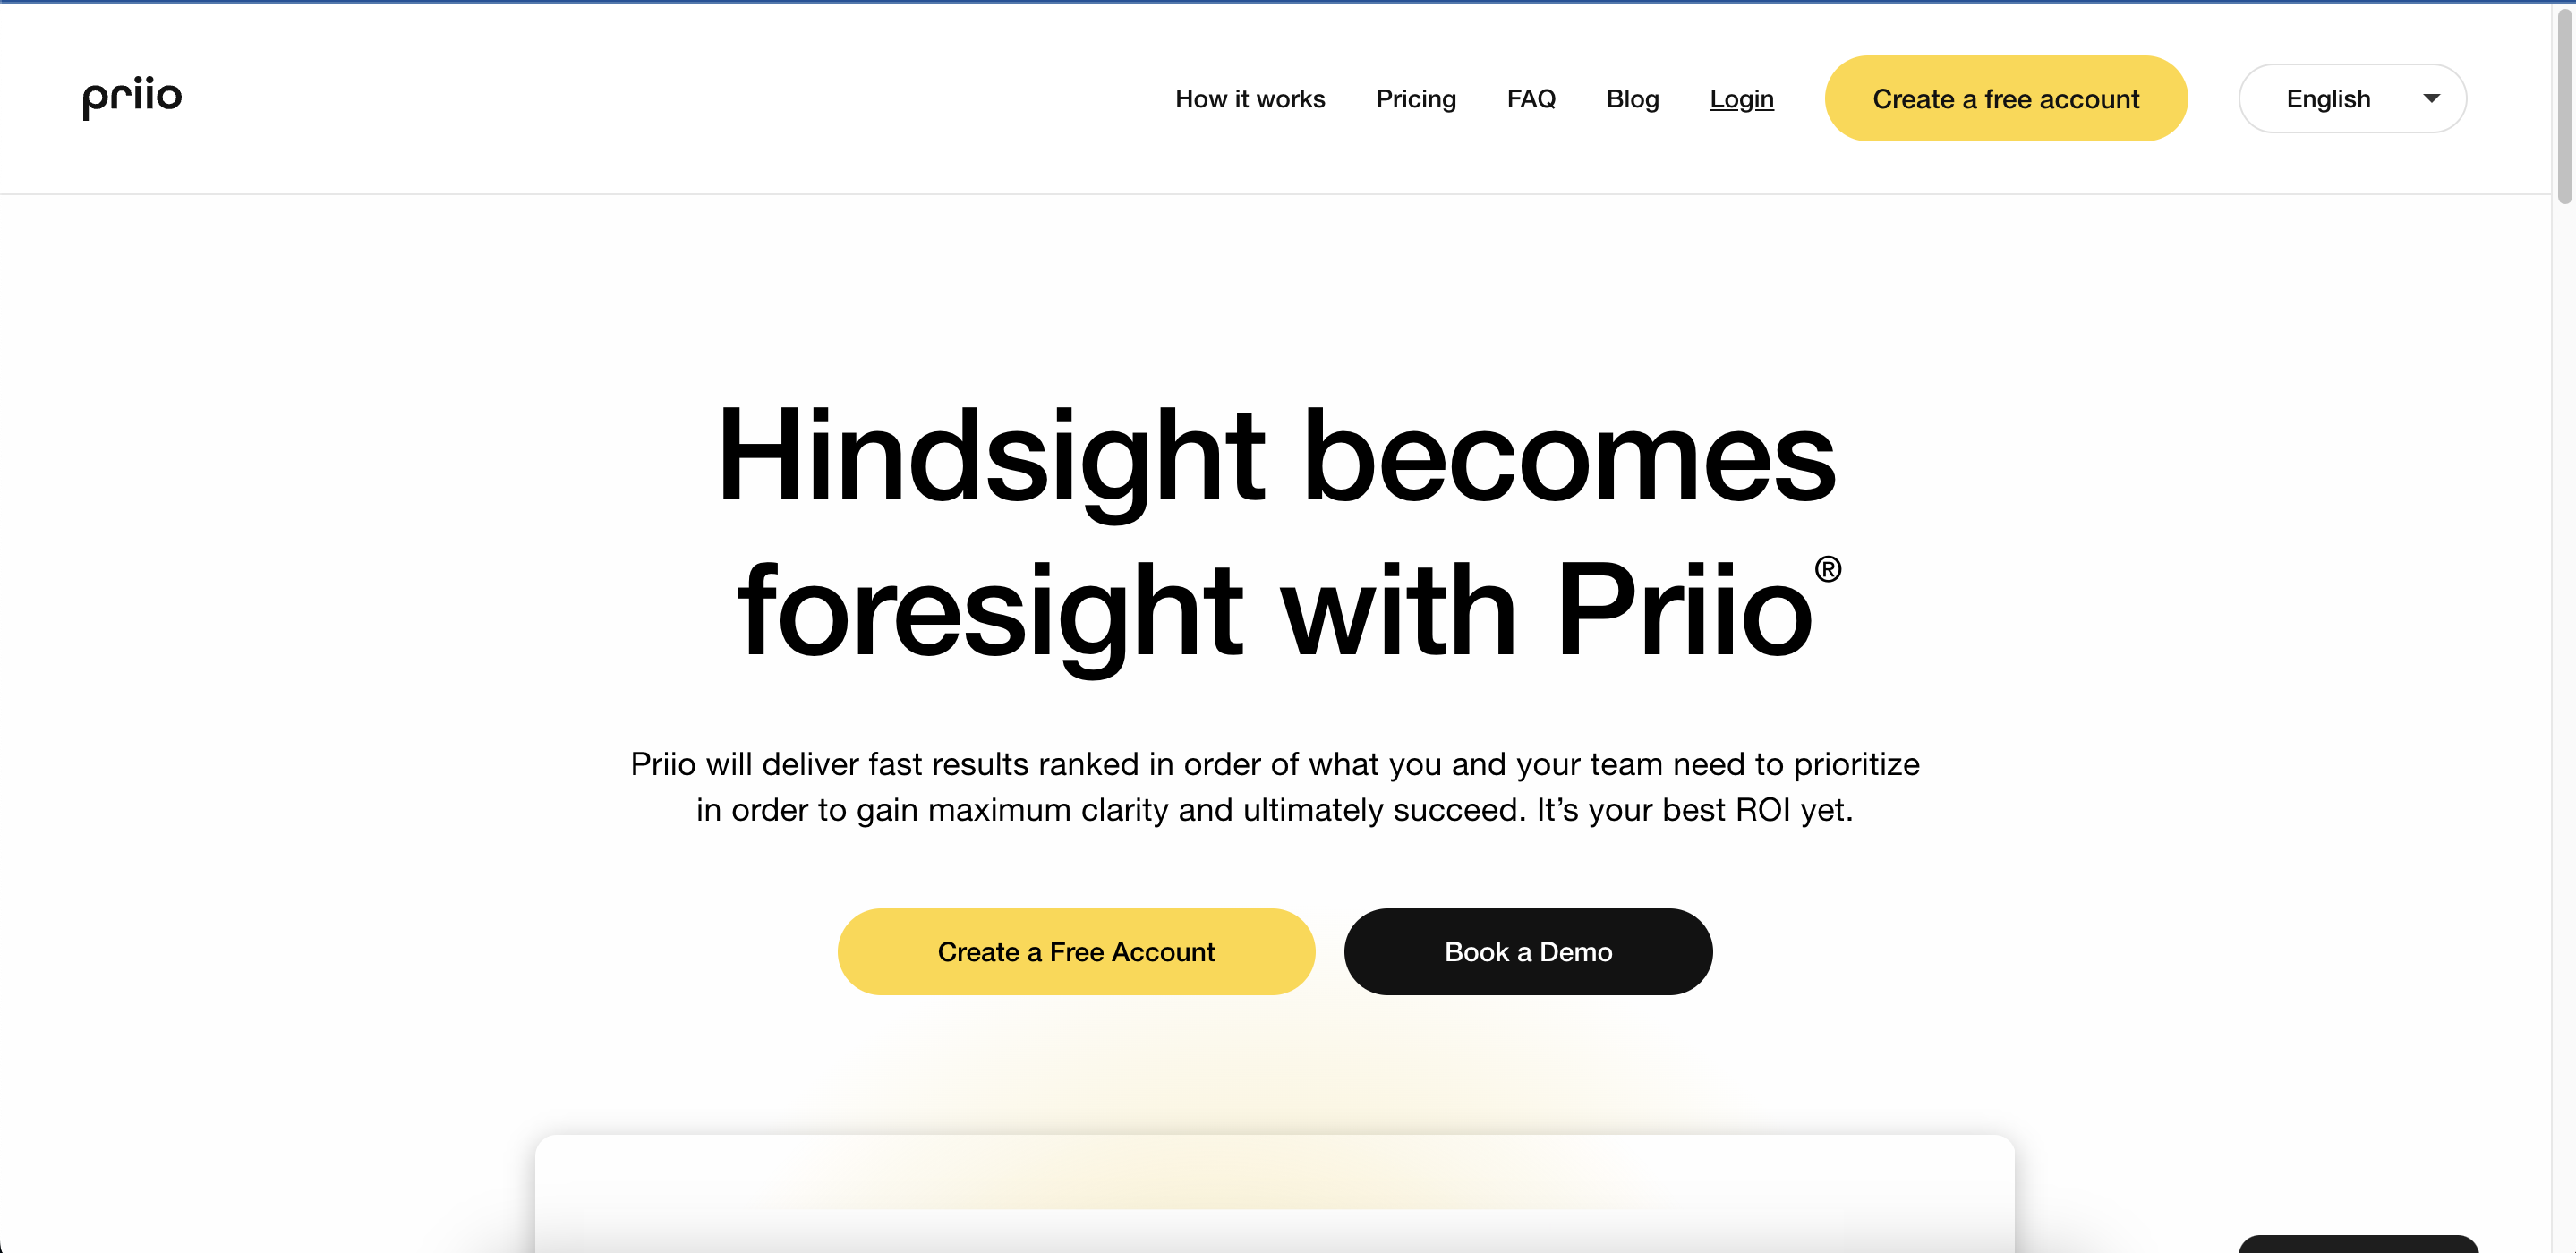 priio
How it works
Pricing
FAQ
Blog
Login
Create a free account
English
Hindsight becomes
foresight with Priio®
Priio will deliver fast results ranked in order of what you and your team need to prioritize
in order to gain maximum clarity and ultimately succeed. It’s your best ROI yet.
Create a Free Account
Book a Demo